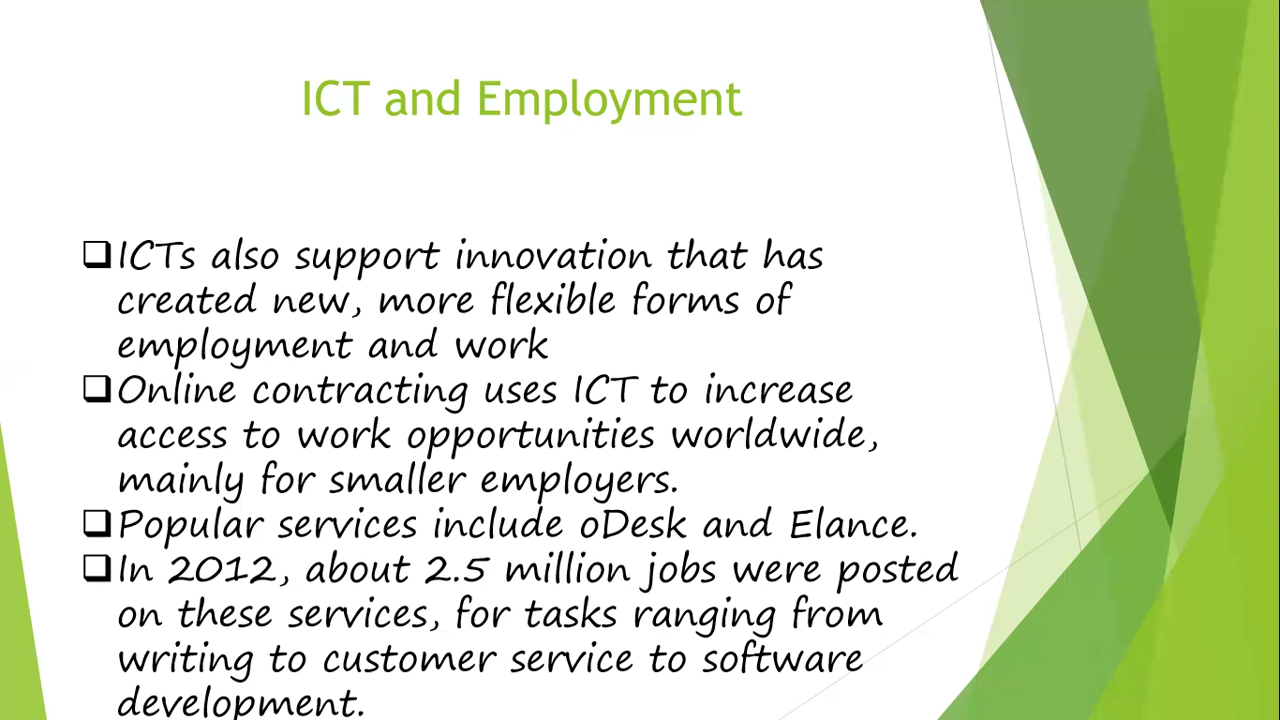 ICT and Employment
❑ICTs also support innovation that has
created new, more flexible forms of
employment and work
❑Online contracting uses ICT to increase
access to work opportunities worldwide,
mainly for smaller employers.
❑Popular services include oDesk and Elance.
❑In 2012, about 2.5 million jobs were posted
on these services, for tasks ranging from
writing to customer service to software
development.